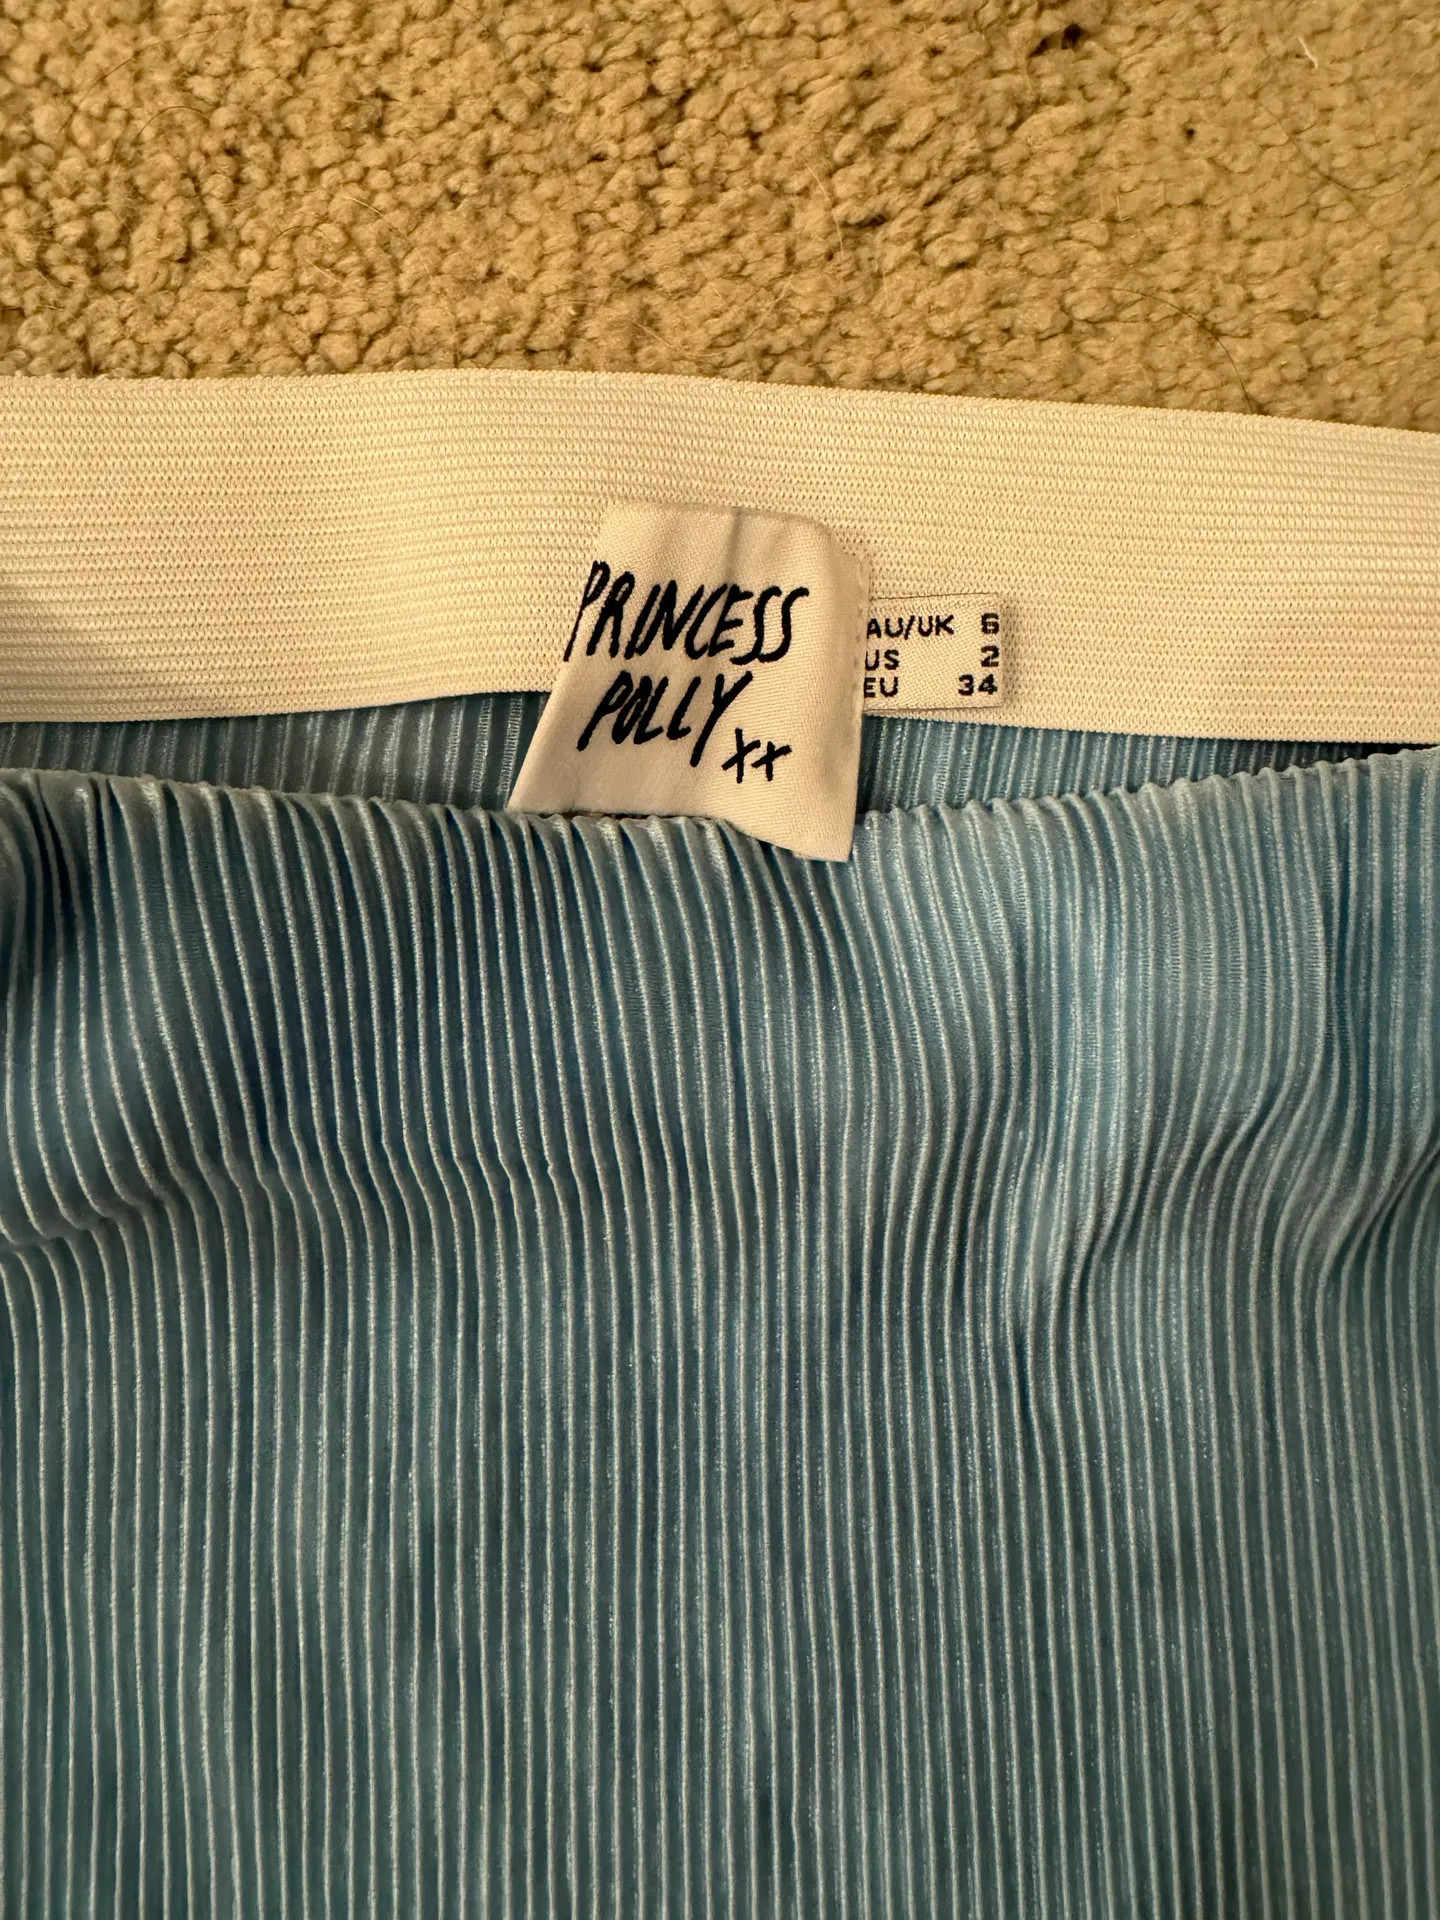 PRINCESS
POLLY
xx
AU/UK 6
US 2
EU 34